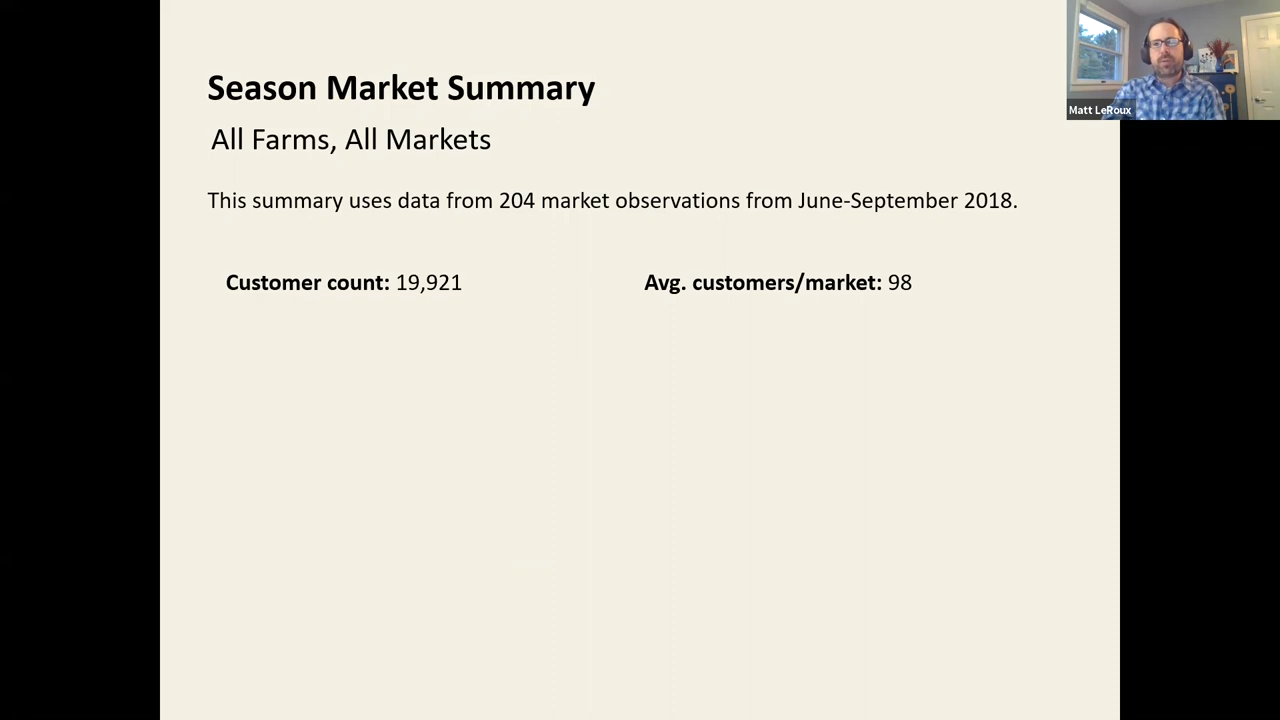 Season Market Summary
All Farms, All Markets
This summary uses data from 204 market observations from June-September 2018.
Customer count: 19,921
Avg. customers/market: 98
Matt LeRoux